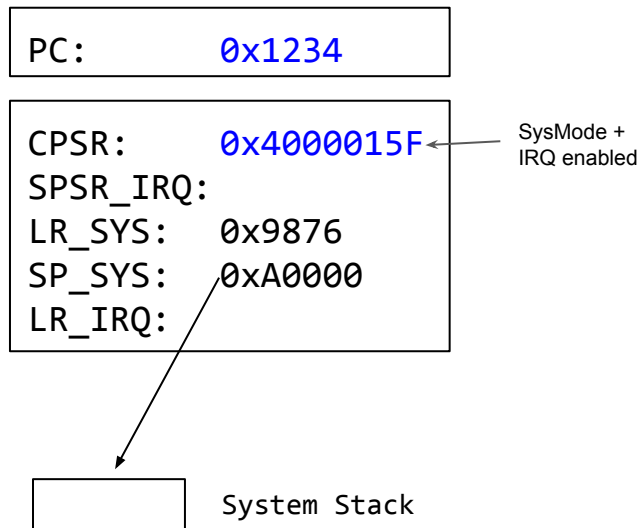 PC: 0x1234
CPSR: 0x4000015F
SysMode +
IRQ enabled
SPSR_IRQ:
LR_SYS: 0x9876
SP_SYS: 0xA0000
LR_IRQ:
System Stack